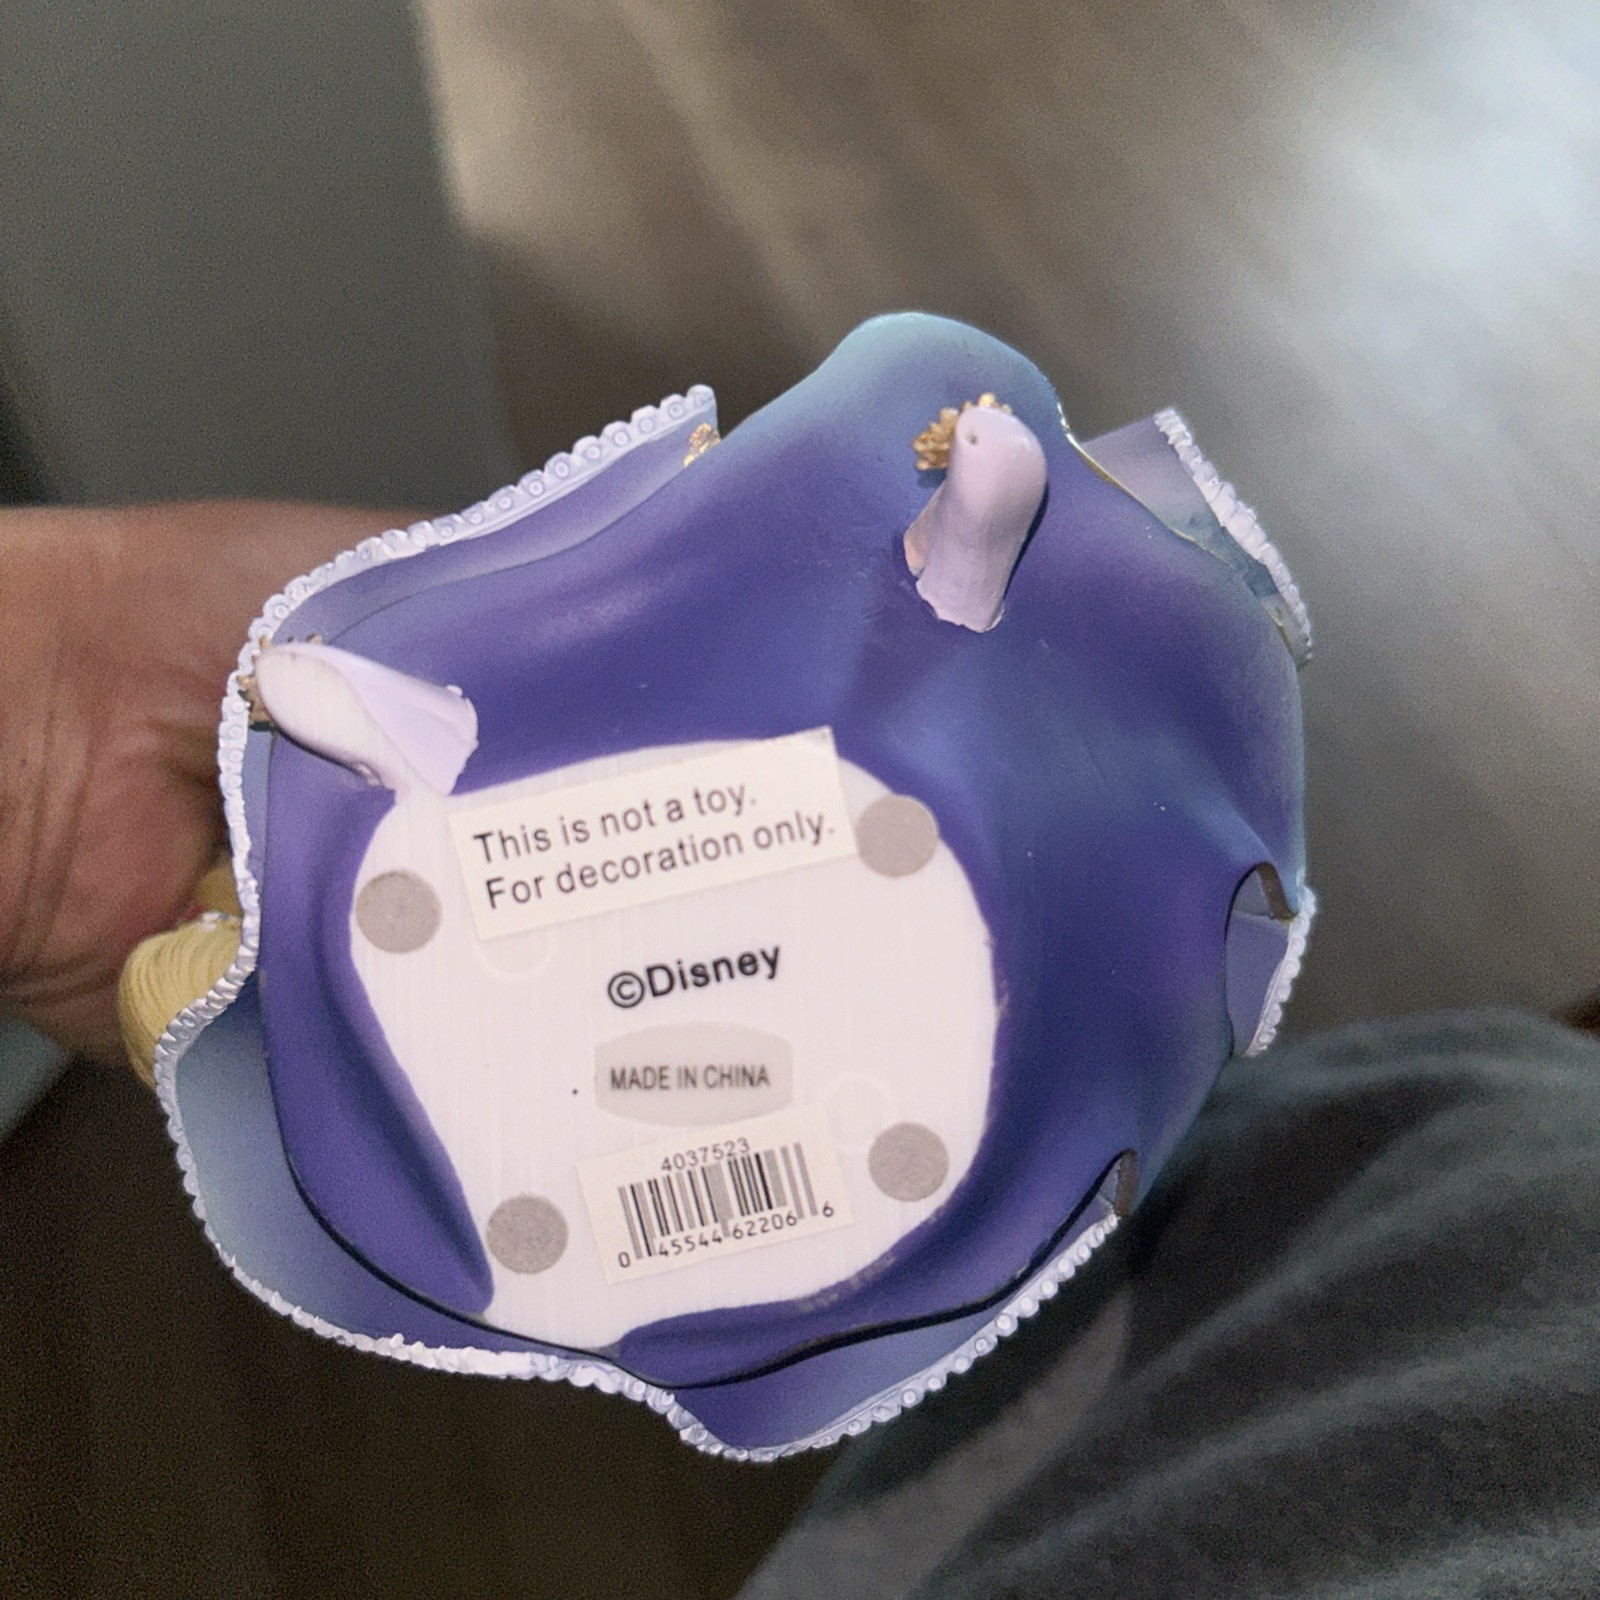 This is not a toy.
For decoration only.
©Disney
MADE IN CHINA
4037523
0 45544 62206 6